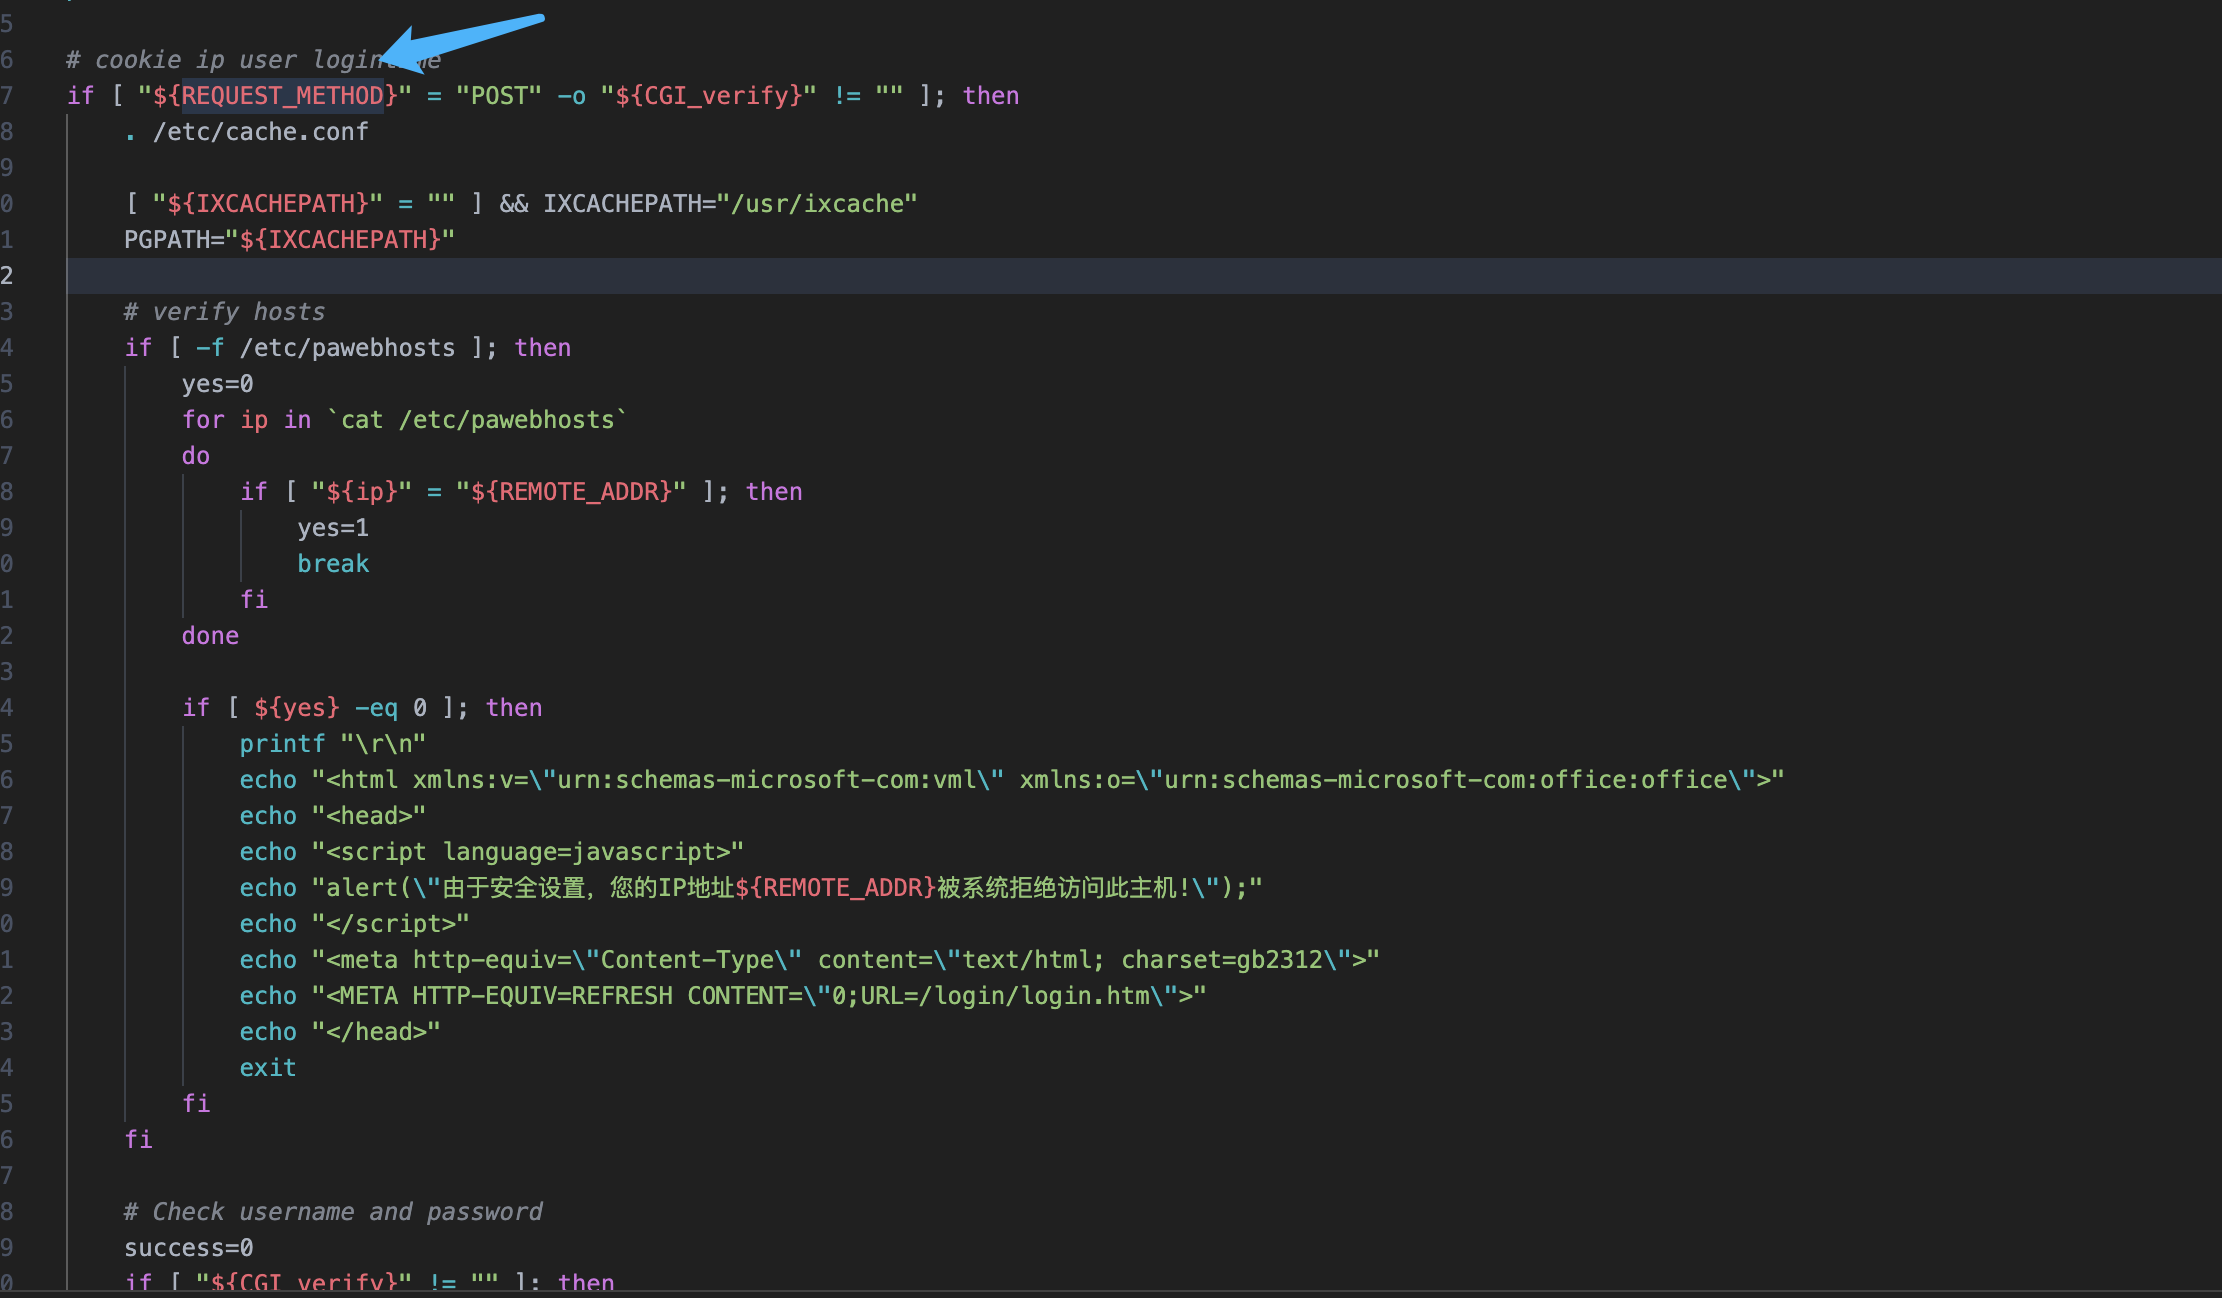 5
6 # cookie ip user login me
7 if [ "${REQUEST_METHOD}" = "POST" -o "${CGI_verify}" != "" ]; then
8 . /etc/cache.conf
9
0 [ "${IXCACHEPATH}" = "" ] && IXCACHEPATH="/usr/ixcache"
1 PGPATH="${IXCACHEPATH}"
2
3 # verify hosts
4 if [ -f /etc/pawebhosts ]; then
5 yes=0
6 for ip in `cat /etc/pawebhosts`
7 do
8 if [ "${ip}" = "${REMOTE_ADDR}" ]; then
9 yes=1
0 break
1 fi
2 done
3
4 if [ ${yes} -eq 0 ]; then
5 printf "\r\n"
6 echo "<html xmlns:v=\"urn:schemas-microsoft-com:vml\" xmlns:o=\"urn:schemas-microsoft-com:office:office\">"
7 echo "<head>"
8 echo "<script language=javascript>"
9 echo "alert(\"由于安全设置，您的IP地址${REMOTE_ADDR}被系统拒绝访问此主机!\");"
0 echo "</script>"
1 echo "<meta http-equiv=\"Content-Type\" content=\"text/html; charset=gb2312\">"
2 echo "<META HTTP-EQUIV=REFRESH CONTENT=\"0;URL=/login/login.htm\">"
3 echo "</head>"
4 exit
5 fi
6 fi
7
8 # Check username and password
9 success=0
0 if [ "${CGI_verify}" != "" ]; then